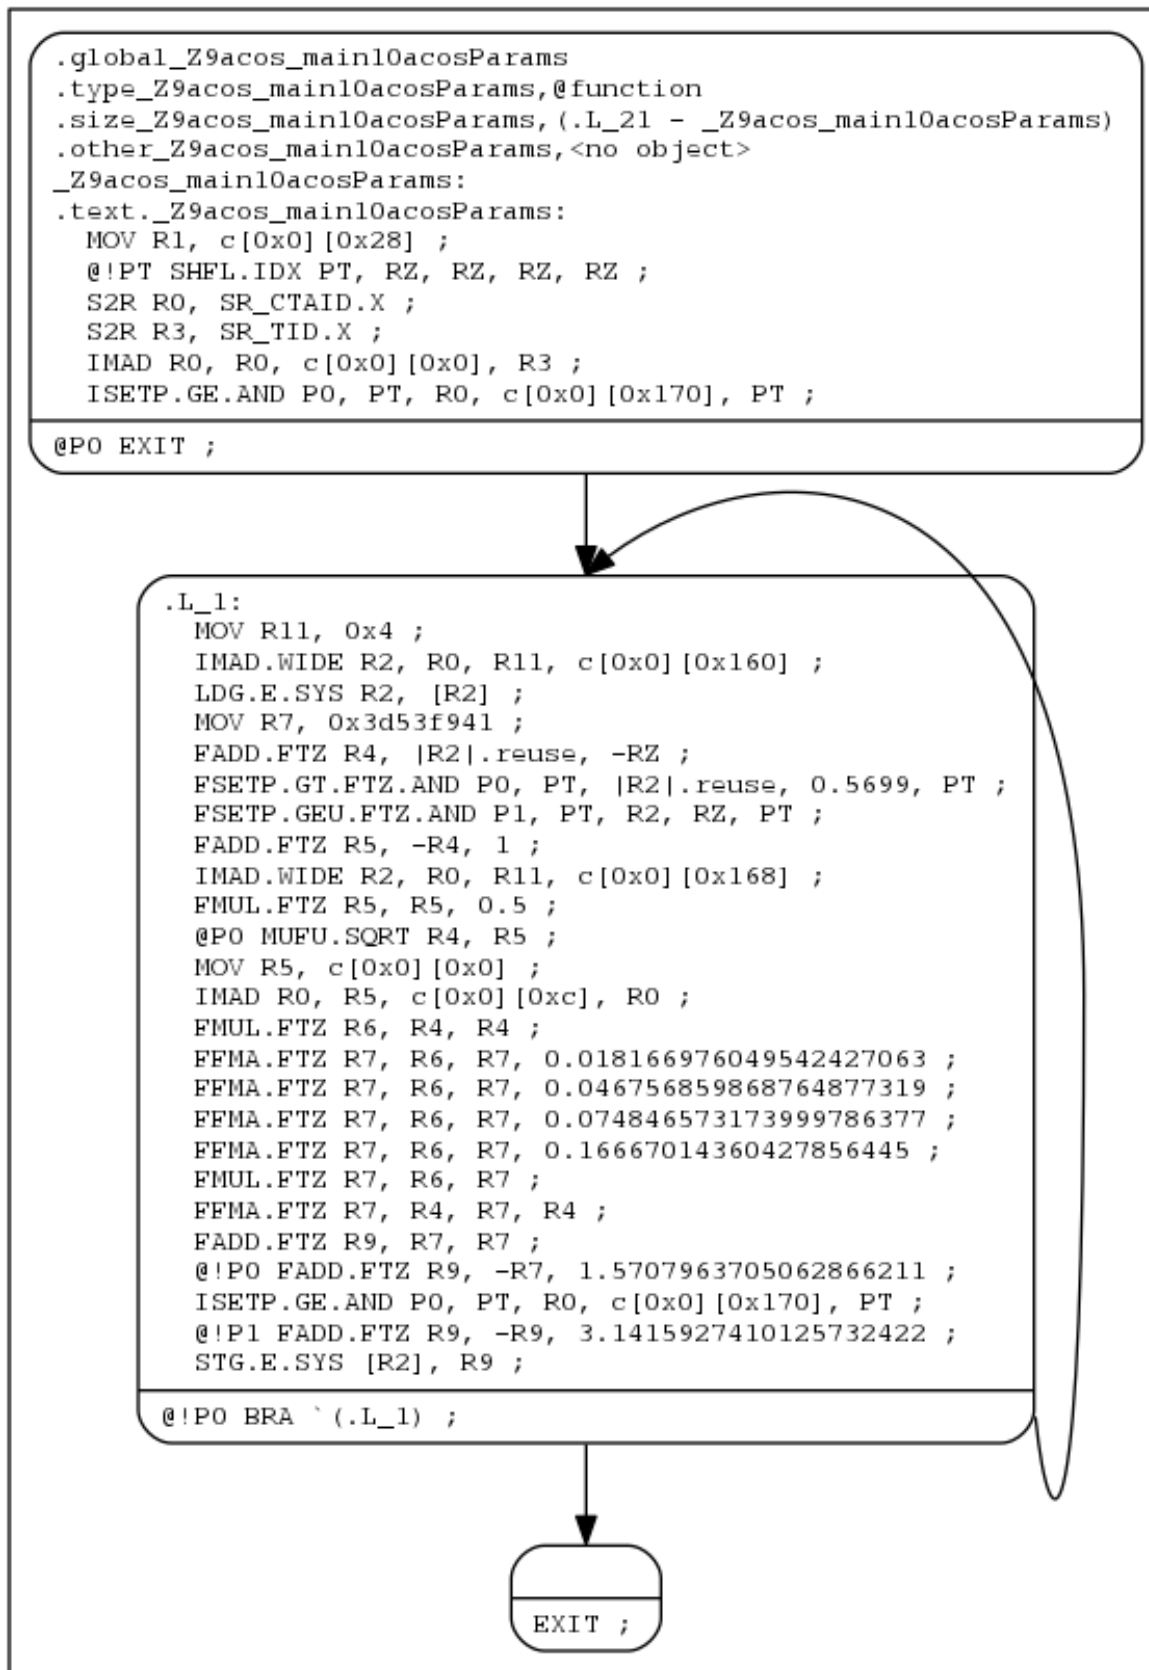 .global_Z9acos_main10acosParams
.type_Z9acos_main10acosParams,@function
.size_Z9acos_main10acosParams,(.L_21 - _Z9acos_main10acosParams)
.other_Z9acos_main10acosParams,<no object>
_Z9acos_main10acosParams:
.text._Z9acos_main10acosParams:
MOV R1, c[0x0][0x28] ;
@!PT SHFL.IDX PT, RZ, RZ, RZ, RZ ;
S2R R0, SR_CTAID.X ;
S2R R3, SR_TID.X ;
IMAD R0, R0, c[0x0][0x0], R3 ;
ISETP.GE.AND P0, PT, R0, c[0x0][0x170], PT ;
@P0 EXIT ;
.L_1:
MOV R11, 0x4 ;
IMAD.WIDE R2, R0, R11, c[0x0][0x160] ;
LDG.E.SYS R2, [R2] ;
MOV R7, 0x3d53f941 ;
FADD.FTZ R4, |R2|.reuse, -RZ ;
FSETP.GT.FTZ.AND P0, PT, |R2|.reuse, 0.5699, PT ;
FSETP.GEU.FTZ.AND P1, PT, R2, RZ, PT ;
FADD.FTZ R5, -R4, 1 ;
IMAD.WIDE R2, R0, R11, c[0x0][0x168] ;
FMUL.FTZ R5, R5, 0.5 ;
@P0 MUFU.SQRT R4, R5 ;
MOV R5, c[0x0][0x0] ;
IMAD R0, R5, c[0x0][0xc], R0 ;
FMUL.FTZ R6, R4, R4 ;
FFMA.FTZ R7, R6, R7, 0.018166976049542427063 ;
FFMA.FTZ R7, R6, R7, 0.046756859868764877319 ;
FFMA.FTZ R7, R6, R7, 0.074846573173999786377 ;
FFMA.FTZ R7, R6, R7, 0.16667014360427856445 ;
FMUL.FTZ R7, R6, R7 ;
FFMA.FTZ R7, R4, R7, R4 ;
FADD.FTZ R9, R7, R7 ;
@!P0 FADD.FTZ R9, -R7, 1.5707963705062866211 ;
ISETP.GE.AND P0, PT, R0, c[0x0][0x170], PT ;
@!P1 FADD.FTZ R9, -R9, 3.1415927410125732422 ;
STG.E.SYS [R2], R9 ;
@!P0 BRA `(.L_1) ;
EXIT ;